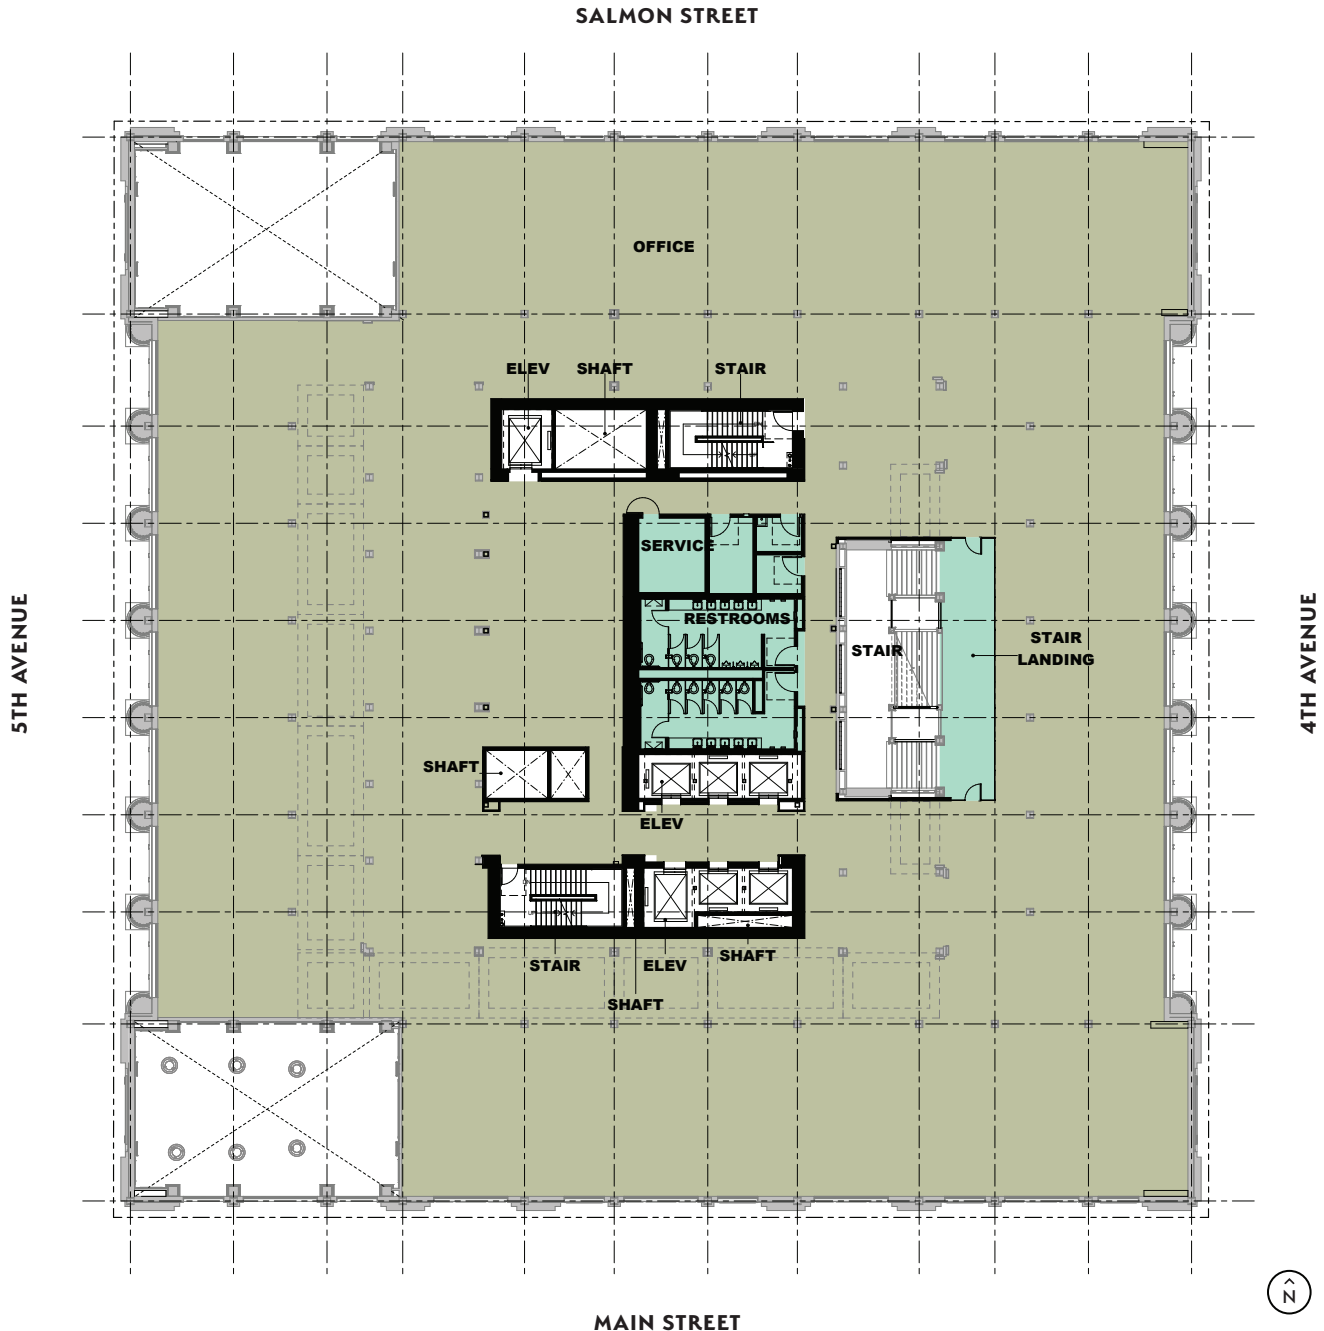 SALMON STREET
OFFICE
ELEV
SHAFT
STAIR
SERVICE
RESTROOMS
STAIR
STAIR
LANDING
5TH AVENUE
4TH AVENUE
SHAFT
ELEV
STAIR
ELEV
SHAFT
SHAFT
N
MAIN STREET